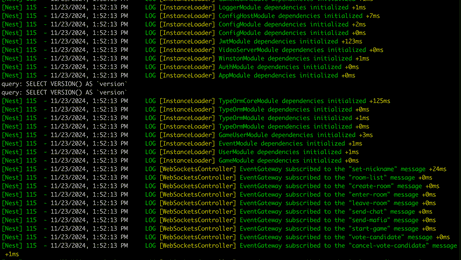 [Nest] 115  - 11/23/2024, 1:52:13 PM     LOG [InstanceLoader] LoggerModule dependencies initialized +1ms
[Nest] 115  - 11/23/2024, 1:52:13 PM     LOG [InstanceLoader] ConfigHostModule dependencies initialized +7ms
[Nest] 115  - 11/23/2024, 1:52:13 PM     LOG [InstanceLoader] ConfigModule dependencies initialized +2ms
[Nest] 115  - 11/23/2024, 1:52:13 PM     LOG [InstanceLoader] ConfigModule dependencies initialized +0ms
[Nest] 115  - 11/23/2024, 1:52:13 PM     LOG [InstanceLoader] JwtModule dependencies initialized +123ms
[Nest] 115  - 11/23/2024, 1:52:13 PM     LOG [InstanceLoader] VideoServerModule dependencies initialized +0ms
[Nest] 115  - 11/23/2024, 1:52:13 PM     LOG [InstanceLoader] WinstonModule dependencies initialized +1ms
[Nest] 115  - 11/23/2024, 1:52:13 PM     LOG [InstanceLoader] AuthModule dependencies initialized +0ms
[Nest] 115  - 11/23/2024, 1:52:13 PM     LOG [InstanceLoader] AppModule dependencies initialized +0ms
query: SELECT VERSION() AS `version`
query: SELECT VERSION() AS `version`
[Nest] 115  - 11/23/2024, 1:52:13 PM     LOG [InstanceLoader] TypeOrmCoreModule dependencies initialized +125ms
[Nest] 115  - 11/23/2024, 1:52:13 PM     LOG [InstanceLoader] TypeOrmModule dependencies initialized +0ms
[Nest] 115  - 11/23/2024, 1:52:13 PM     LOG [InstanceLoader] TypeOrmModule dependencies initialized +1ms
[Nest] 115  - 11/23/2024, 1:52:13 PM     LOG [InstanceLoader] TypeOrmModule dependencies initialized +0ms
[Nest] 115  - 11/23/2024, 1:52:13 PM     LOG [InstanceLoader] GameUserModule dependencies initialized +3ms
[Nest] 115  - 11/23/2024, 1:52:13 PM     LOG [InstanceLoader] EventModule dependencies initialized +1ms
[Nest] 115  - 11/23/2024, 1:52:13 PM     LOG [InstanceLoader] UserModule dependencies initialized +1ms
[Nest] 115  - 11/23/2024, 1:52:13 PM     LOG [InstanceLoader] GameModule dependencies initialized +0ms
[Nest] 115  - 11/23/2024, 1:52:13 PM     LOG [WebSocketsController] EventGateway subscribed to the "set-nickname" message +24ms
[Nest] 115  - 11/23/2024, 1:52:13 PM     LOG [WebSocketsController] EventGateway subscribed to the "room-list" message +0ms
[Nest] 115  - 11/23/2024, 1:52:13 PM     LOG [WebSocketsController] EventGateway subscribed to the "create-room" message +0ms
[Nest] 115  - 11/23/2024, 1:52:13 PM     LOG [WebSocketsController] EventGateway subscribed to the "enter-room" message +0ms
[Nest] 115  - 11/23/2024, 1:52:13 PM     LOG [WebSocketsController] EventGateway subscribed to the "leave-room" message +0ms
[Nest] 115  - 11/23/2024, 1:52:13 PM     LOG [WebSocketsController] EventGateway subscribed to the "send-chat" message +0ms
[Nest] 115  - 11/23/2024, 1:52:13 PM     LOG [WebSocketsController] EventGateway subscribed to the "send-mafia" message +0ms
[Nest] 115  - 11/23/2024, 1:52:13 PM     LOG [WebSocketsController] EventGateway subscribed to the "start-game" message +0ms
[Nest] 115  - 11/23/2024, 1:52:13 PM     LOG [WebSocketsController] EventGateway subscribed to the "vote-candidate" message +0ms
[Nest] 115  - 11/23/2024, 1:52:13 PM     LOG [WebSocketsController] EventGateway subscribed to the "cancel-vote-candidate" message
+1ms